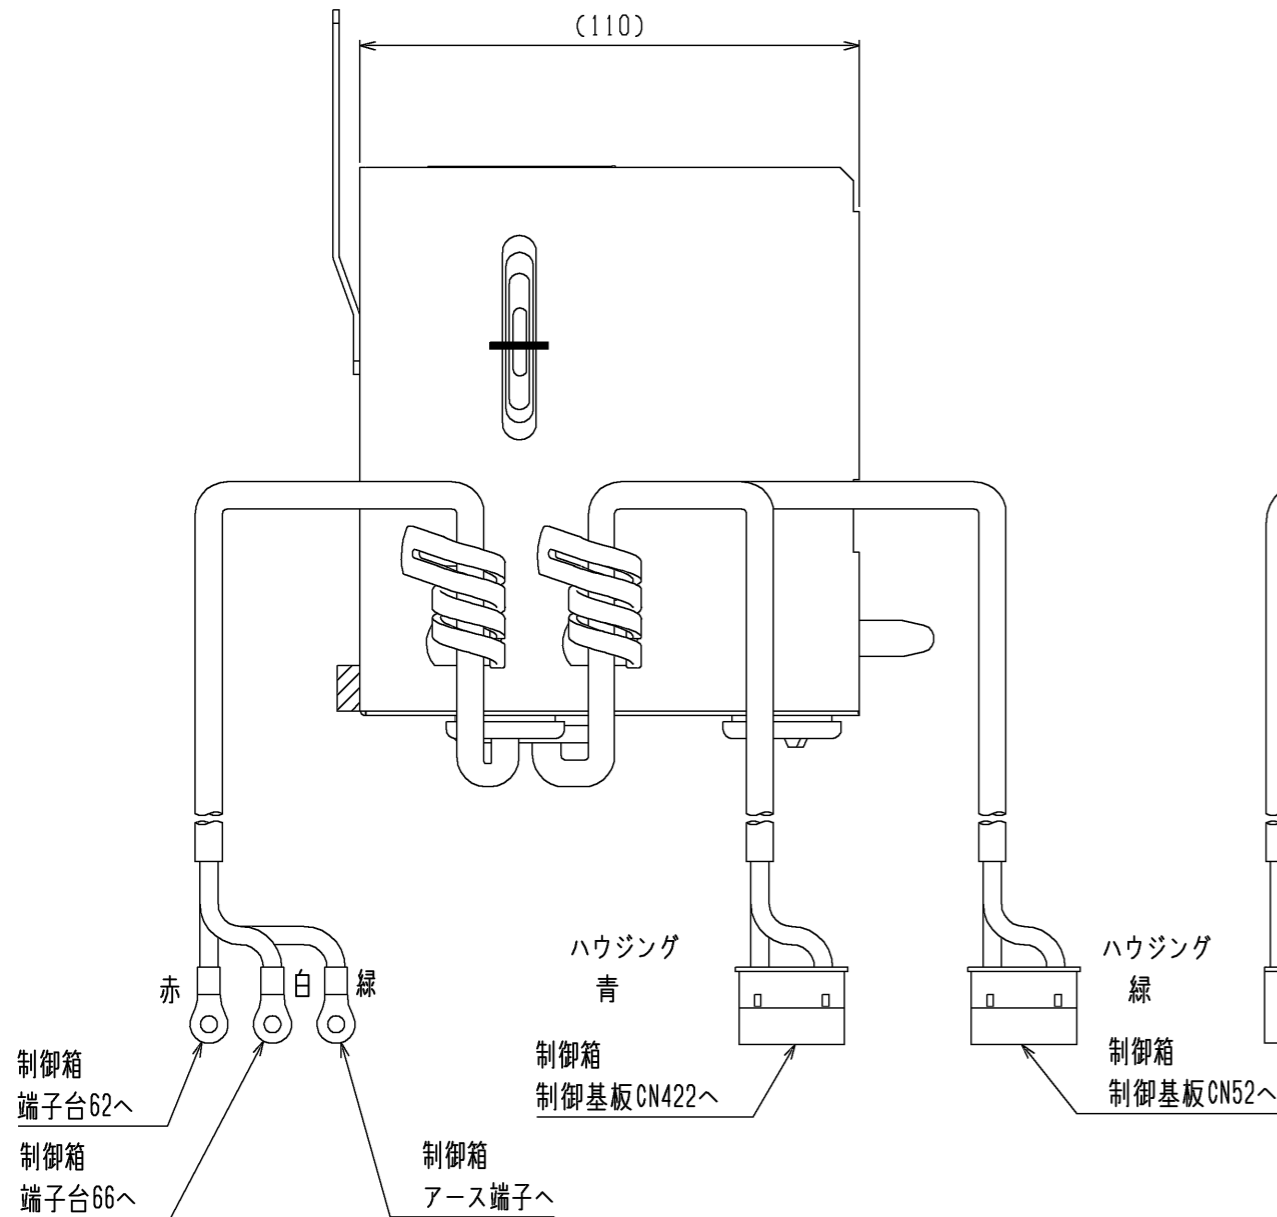 (110)
ハウジング
青
ハウジング
緑
赤
白
緑
制御箱
端子台62へ
制御箱
端子台66へ
制御箱
アース端子へ
制御箱
制御基板CN422へ
制御箱
制御基板CN52へ